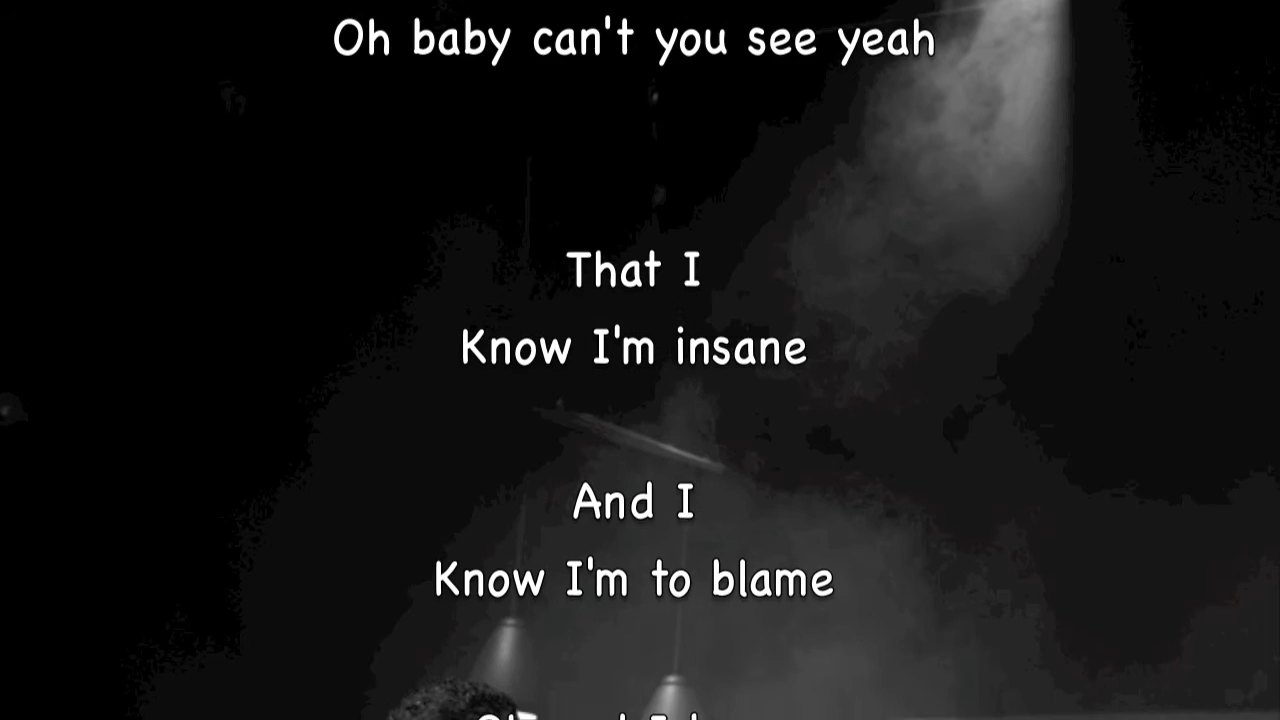 Oh baby can't you see yeah
That I
Know I'm insane
And I
Know I'm to blame